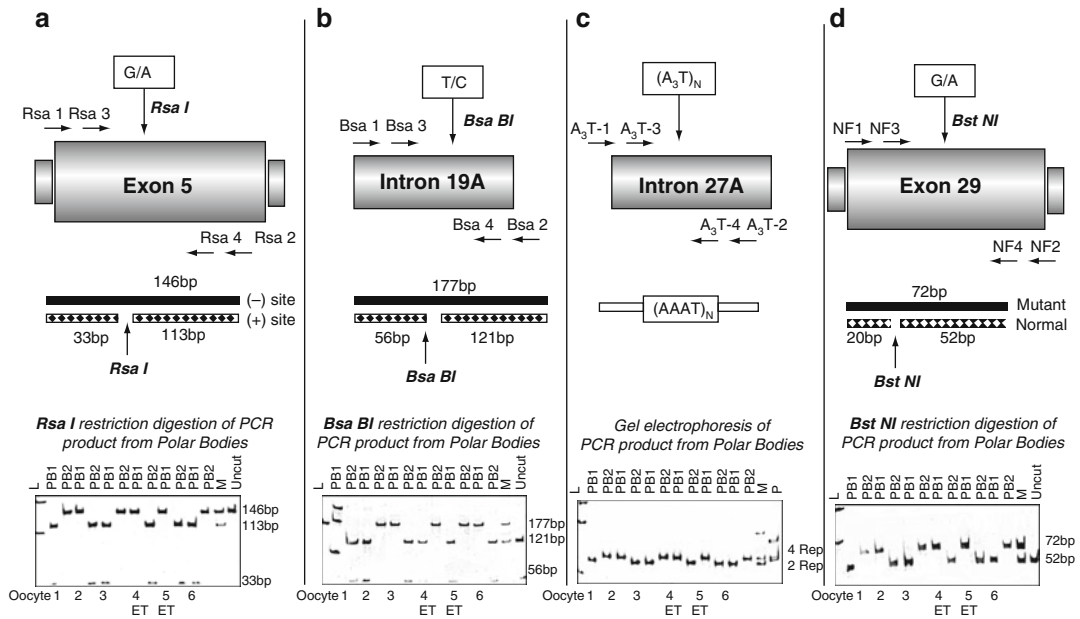 a
G/A
Rsa I
Rsa 1 Rsa 3
Exon 5
Rsa 4 Rsa 2
146bp
(–) site
(+) site
33bp 113bp
Rsa I
Rsa I restriction digestion of PCR
product from Polar Bodies
L PB1 PB2 PB1 PB2 PB1 PB2 PB1 PB2 PB1 PB2 PB1 PB2 M Uncut
146bp
113bp
33bp
Oocyte 1 2 3 4 5 6
ET ET
b
T/C
Bsa BI
Bsa 1 Bsa 3
Intron 19A
Bsa 4 Bsa 2
177bp
56bp 121bp
Bsa BI
Bsa BI restriction digestion of
PCR product from Polar Bodies
L PB1 PB2 PB1 PB2 PB1 PB2 PB1 PB2 PB1 PB2 PB1 PB2 M Uncut
177bp
121bp
56bp
Oocyte 1 2 3 4 5 6
ET ET
c
(A3T)N
A3T-1 A3T-3
Intron 27A
A3T-4 A3T-2
(AAAT)N
Gel electrophoresis of
PCR product from Polar Bodies
L PB1 PB2 PB1 PB2 PB1 PB2 PB1 PB2 PB1 PB2 PB1 PB2 M P
4 Rep
2 Rep
Oocyte 1 2 3 4 5 6
ET ET
d
G/A
Bst NI
NF1 NF3
Exon 29
NF4 NF2
72bp
Mutant
Normal
20bp 52bp
Bst NI
Bst NI restriction digestion of
PCR product from Polar Bodies
L PB1 PB2 PB1 PB2 PB1 PB2 PB1 PB2 PB1 PB2 PB1 PB2 M Uncut
72bp
52bp
Oocyte 1 2 3 4 5 6
ET ET